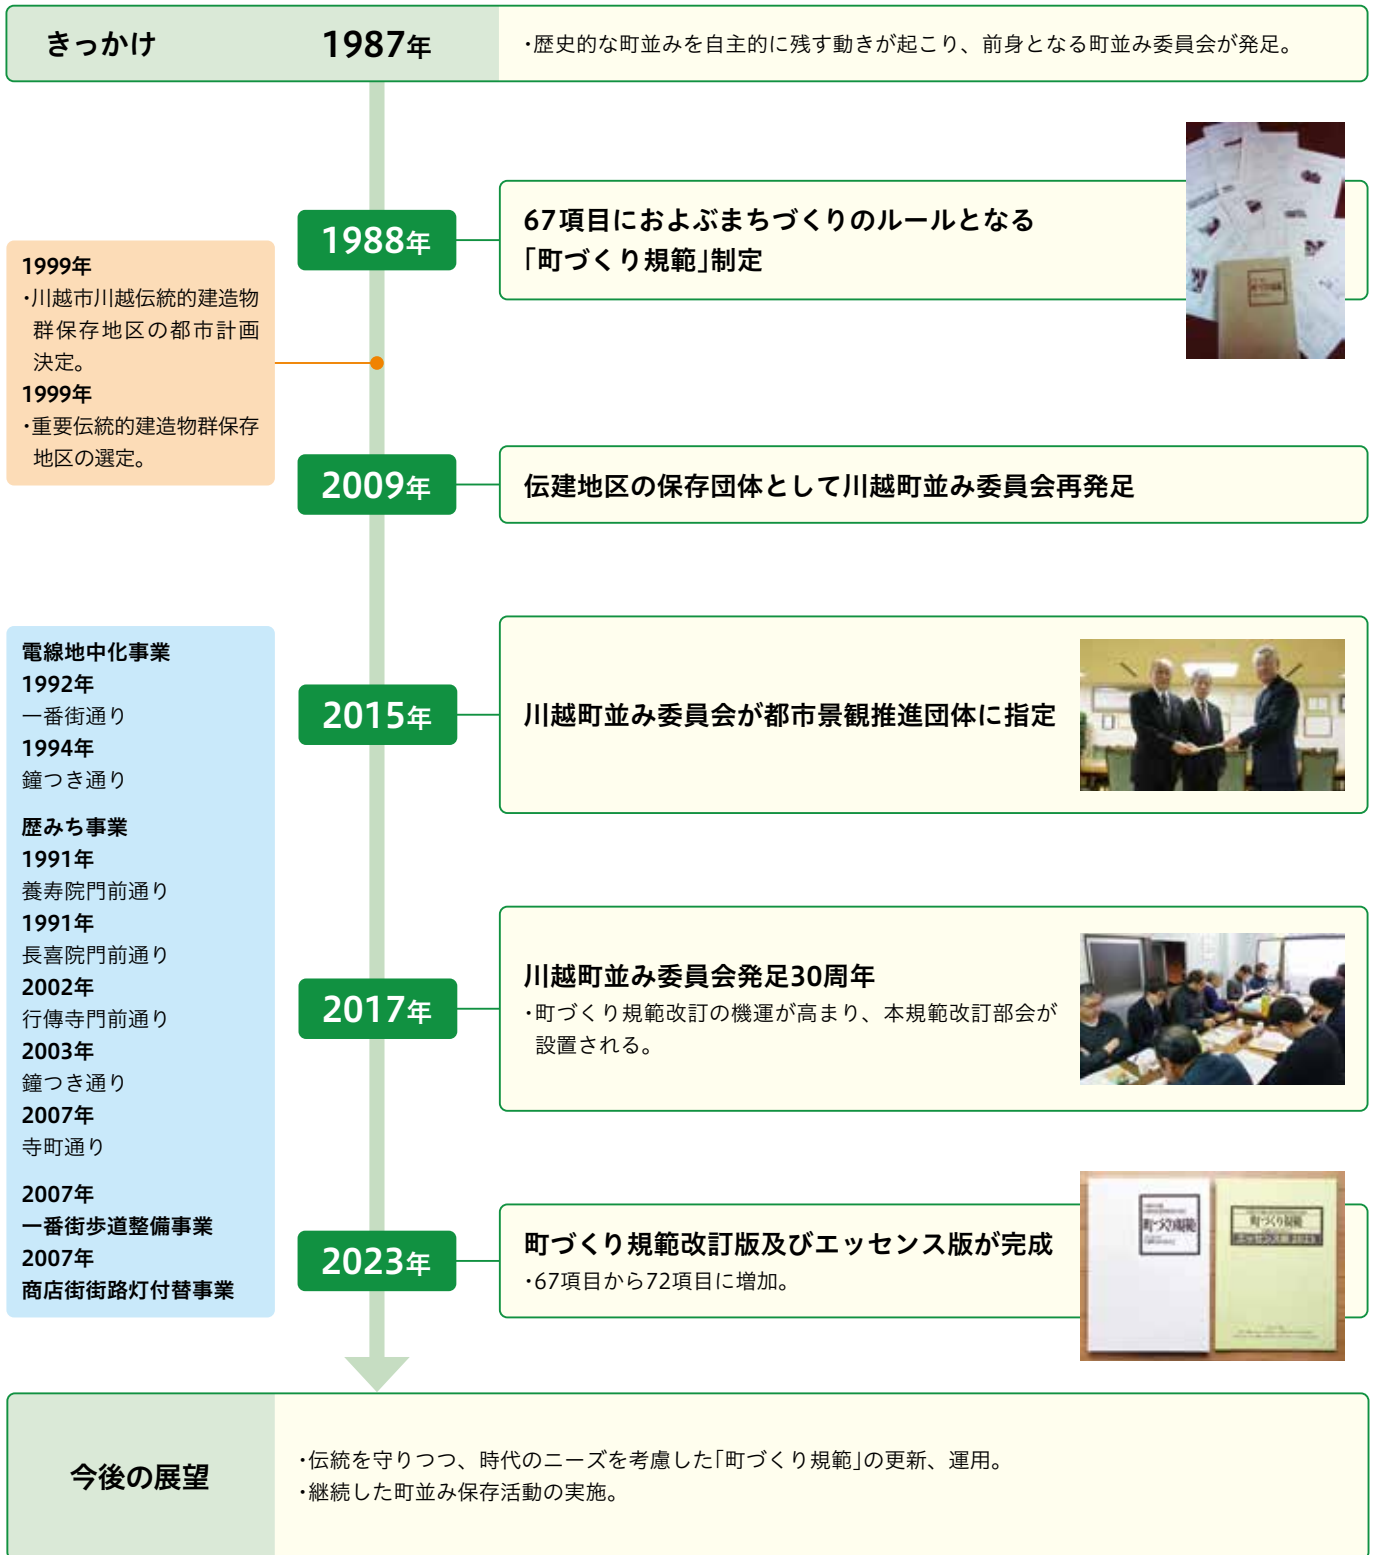 きっかけ 1987年
・歴史的な町並みを自主的に残す動きが起こり、前身となる町並み委員会が発足。
1988年
67項目におよぶまちづくりのルールとなる
「町づくり規範」制定
1999年
・川越市川越伝統的建造物
群保存地区の都市計画
決定。
1999年
・重要伝統的建造物群保存
地区の選定。
2009年
伝建地区の保存団体として川越町並み委員会再発足
電線地中化事業
1992年
一番街通り
1994年
鐘つき通り
歴みち事業
1991年
養寿院門前通り
1991年
長喜院門前通り
2002年
行傳寺門前通り
2003年
鐘つき通り
2007年
寺町通り
2007年
一番街歩道整備事業
2007年
商店街街路灯付替事業
2015年
川越町並み委員会が都市景観推進団体に指定
2017年
川越町並み委員会発足30周年
・町づくり規範改訂の機運が高まり、本規範改訂部会が
設置される。
2023年
町づくり規範改訂版及びエッセンス版が完成
・67項目から72項目に増加。
町づくり規範
町づくり規範
エッセンス版 2023
今後の展望
・伝統を守りつつ、時代のニーズを考慮した「町づくり規範」の更新、運用。
・継続した町並み保存活動の実施。